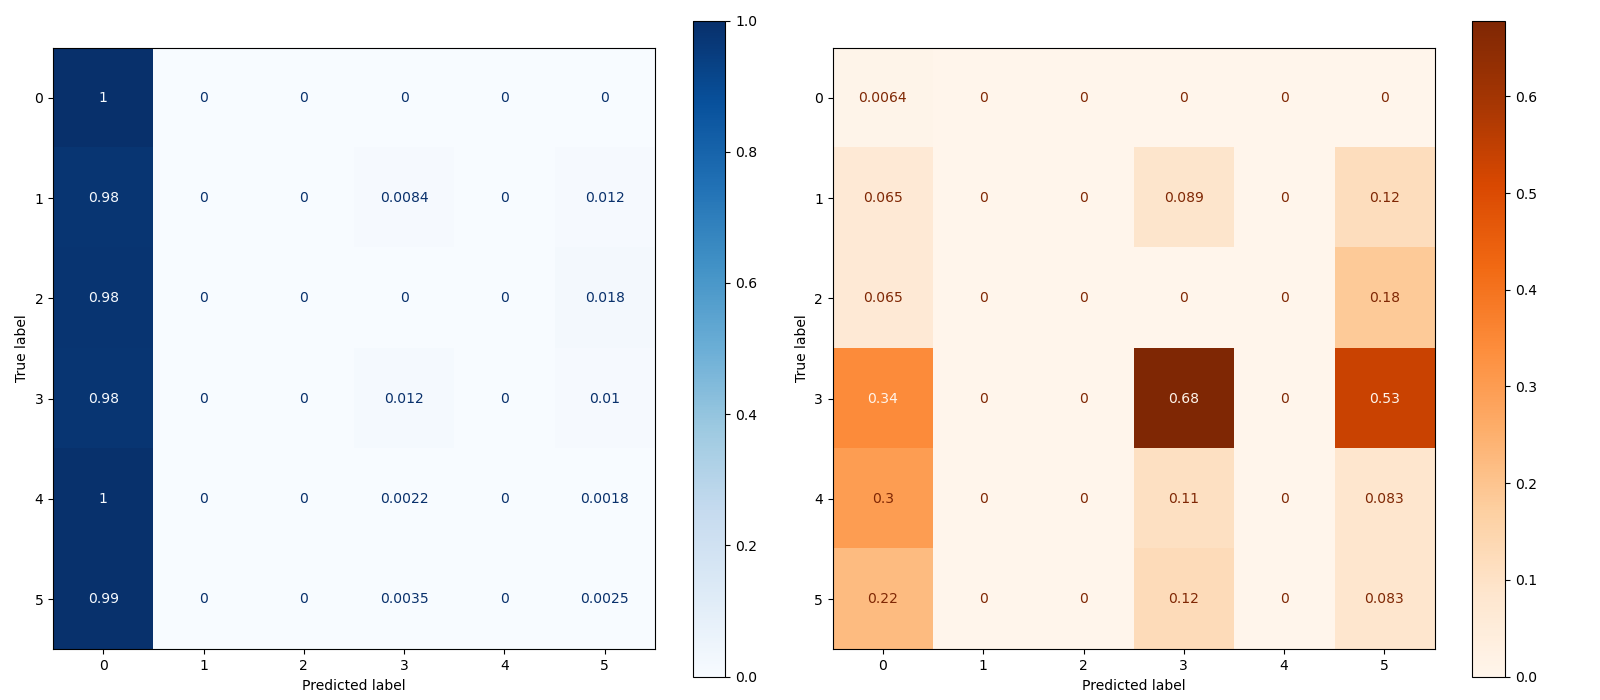 1.0
0.8
0.6
0.4
0.2
0.0
0 1 0 0 0 0 0
1 0.98 0 0 0.0084 0 0.012
2 0.98 0 0 0 0 0.018
3 0.98 0 0 0.012 0 0.01
4 1 0 0 0.0022 0 0.0018
5 0.99 0 0 0.0035 0 0.0025
0 1 2 3 4 5
True label
Predicted label
0 0.0064 0 0 0 0 0
1 0.065 0 0 0.089 0 0.12
2 0.065 0 0 0 0 0.18
3 0.34 0 0 0.68 0 0.53
4 0.3 0 0 0.11 0 0.083
5 0.22 0 0 0.12 0 0.083
0 1 2 3 4 5
True label
Predicted label
0.6
0.5
0.4
0.3
0.2
0.1
0.0